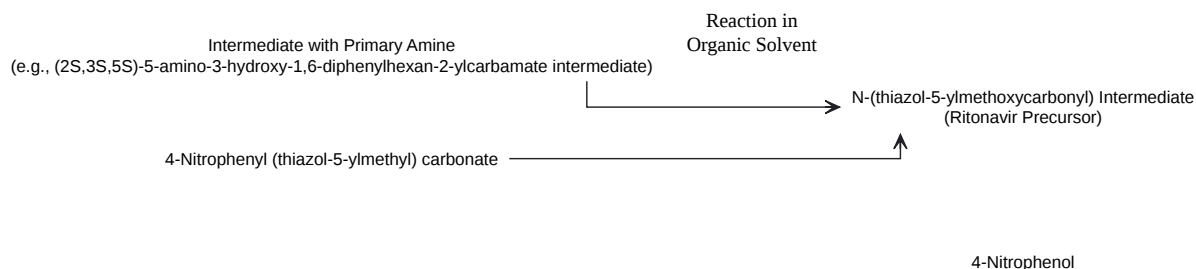 Reaction in
Organic Solvent
Intermediate with Primary Amine
(e.g., (2S,3S,5S)-5-amino-3-hydroxy-1,6-diphenylhexan-2-ylcarbamate intermediate)
N-(thiazol-5-ylmethoxycarbonyl) Intermediate
(Ritonavir Precursor)
4-Nitrophenyl (thiazol-5-ylmethyl) carbonate
4-Nitrophenol